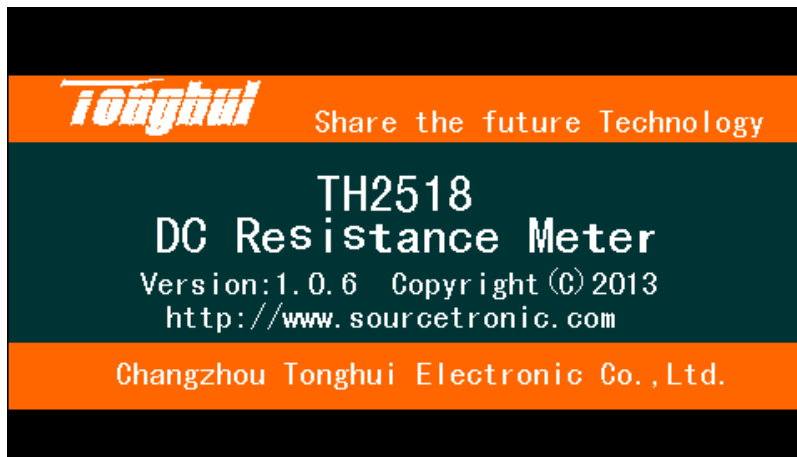 Tonghui
Share the future Technology
TH2518
DC Resistance Meter
Version:1.0.6 Copyright(C)2013
http://www.sourcetronic.com
Changzhou Tonghui Electronic Co.,Ltd.